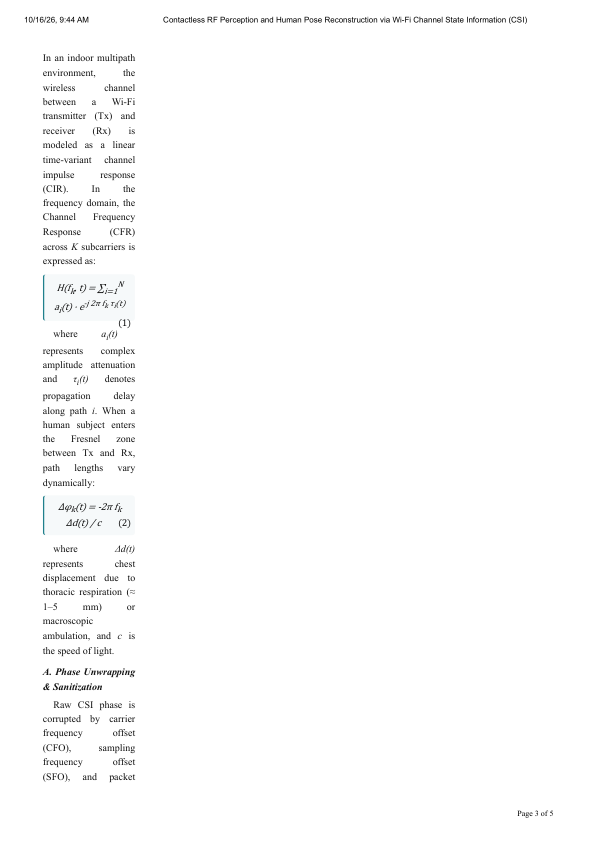 10/16/26, 9:44 AM Contactless RF Perception and Human Pose Reconstruction via Wi-Fi Channel State Information (CSI)
In an indoor multipath
environment, the
wireless channel
between a Wi-Fi
transmitter (Tx) and
receiver (Rx) is
modeled as a linear
time-variant channel
impulse response
(CIR). In the
frequency domain, the
Channel Frequency
Response (CFR)
across K subcarriers is
expressed as:
H(fₖ, t) = ∑ᵢ₌₁ᴺ
aᵢ(t) · e^-j 2π fₖ τᵢ(t)
(1)
where aᵢ(t)
represents complex
amplitude attenuation
and τᵢ(t) denotes
propagation delay
along path i. When a
human subject enters
the Fresnel zone
between Tx and Rx,
path lengths vary
dynamically:
Δφₖ(t) = -2π fₖ
Δd(t) / c (2)
where Δd(t)
represents chest
displacement due to
thoracic respiration (≈
1–5 mm) or
macroscopic
ambulation, and c is
the speed of light.
A. Phase Unwrapping
& Sanitization
Raw CSI phase is
corrupted by carrier
frequency offset
(CFO), sampling
frequency offset
(SFO), and packet
Page 3 of 5